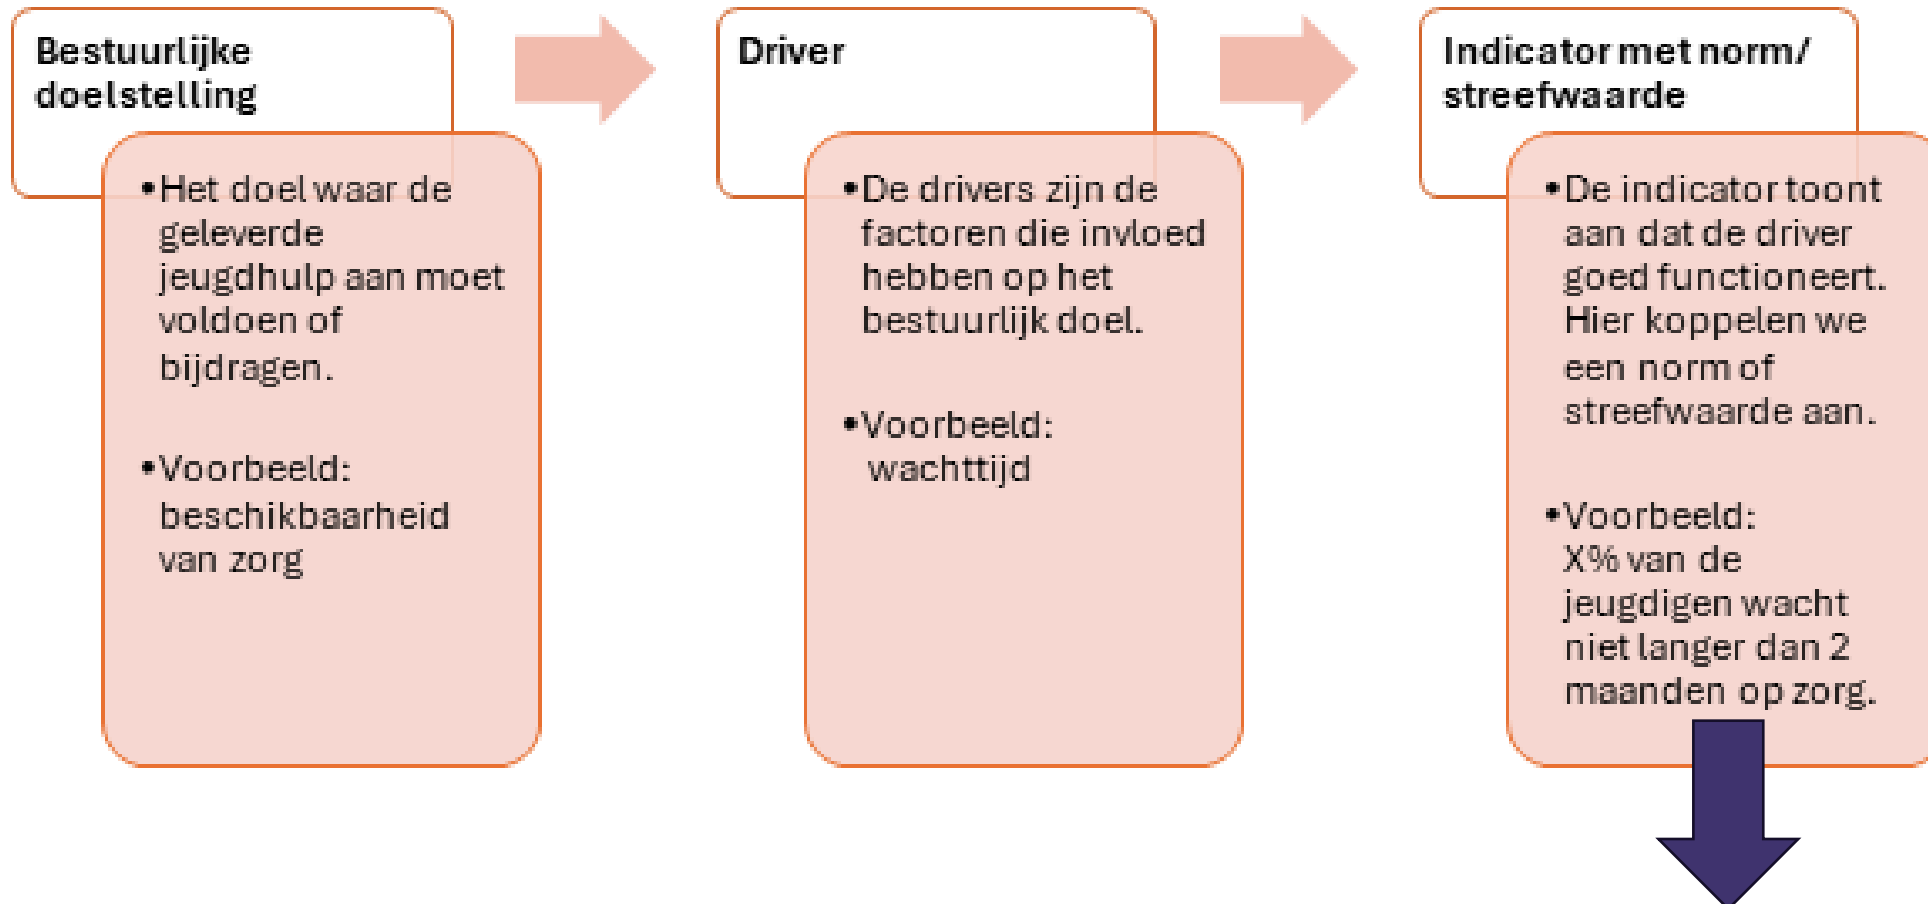 Bestuurlijke
doelstelling
•Het doel waar de
geleverde
jeugdhulp aan moet
voldoen of
bijdragen.
•Voorbeeld:
beschikbaarheid
van zorg
Driver
•De drivers zijn de
factoren die invloed
hebben op het
bestuurlijk doel.
•Voorbeeld:
wachttijd
Indicator met norm/
streefwaarde
•De indicator toont
aan dat de driver
goed functioneert.
Hier koppelen we
een norm of
streefwaarde aan.
•Voorbeeld:
X% van de
jeugdigen wacht
niet langer dan 2
maanden op zorg.